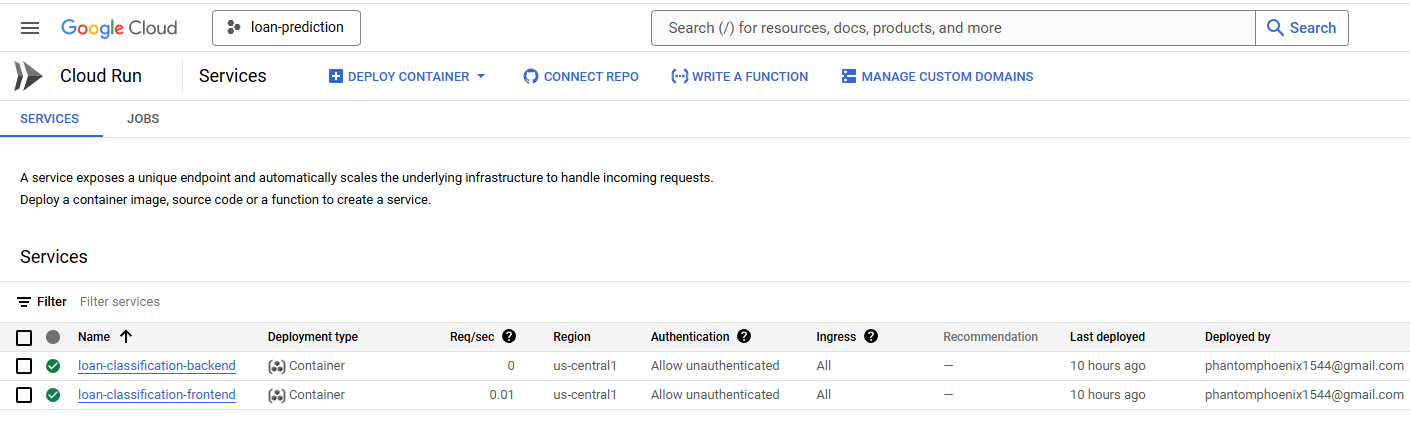 Google Cloud loan-prediction Search (/) for resources, docs, products, and more Search
Cloud Run Services DEPLOY CONTAINER CONNECT REPO WRITE A FUNCTION MANAGE CUSTOM DOMAINS
SERVICES JOBS
A service exposes a unique endpoint and automatically scales the underlying infrastructure to handle incoming requests.
Deploy a container image, source code or a function to create a service.
Services
Filter Filter services
Name Deployment type Req/sec Region Authentication Ingress Recommendation Last deployed Deployed by
loan-classification-backend Container 0 us-central1 Allow unauthenticated All — 10 hours ago phantomphoenix1544@gmail.com
loan-classification-frontend Container 0.01 us-central1 Allow unauthenticated All — 10 hours ago phantomphoenix1544@gmail.com